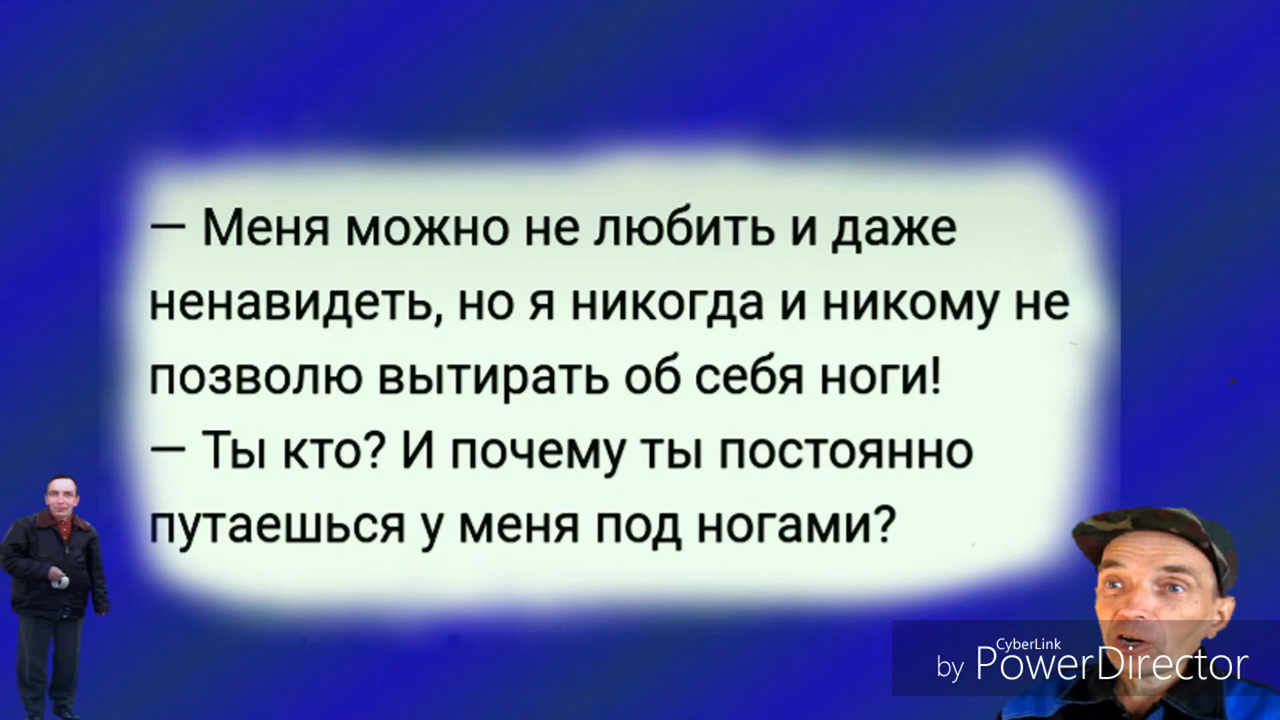 — Меня можно не любить и даже
ненавидеть, но я никогда и никому не
позволю вытирать об себя ноги!
— Ты кто? И почему ты постоянно
путаешься у меня под ногами?
CyberLink
by PowerDirector